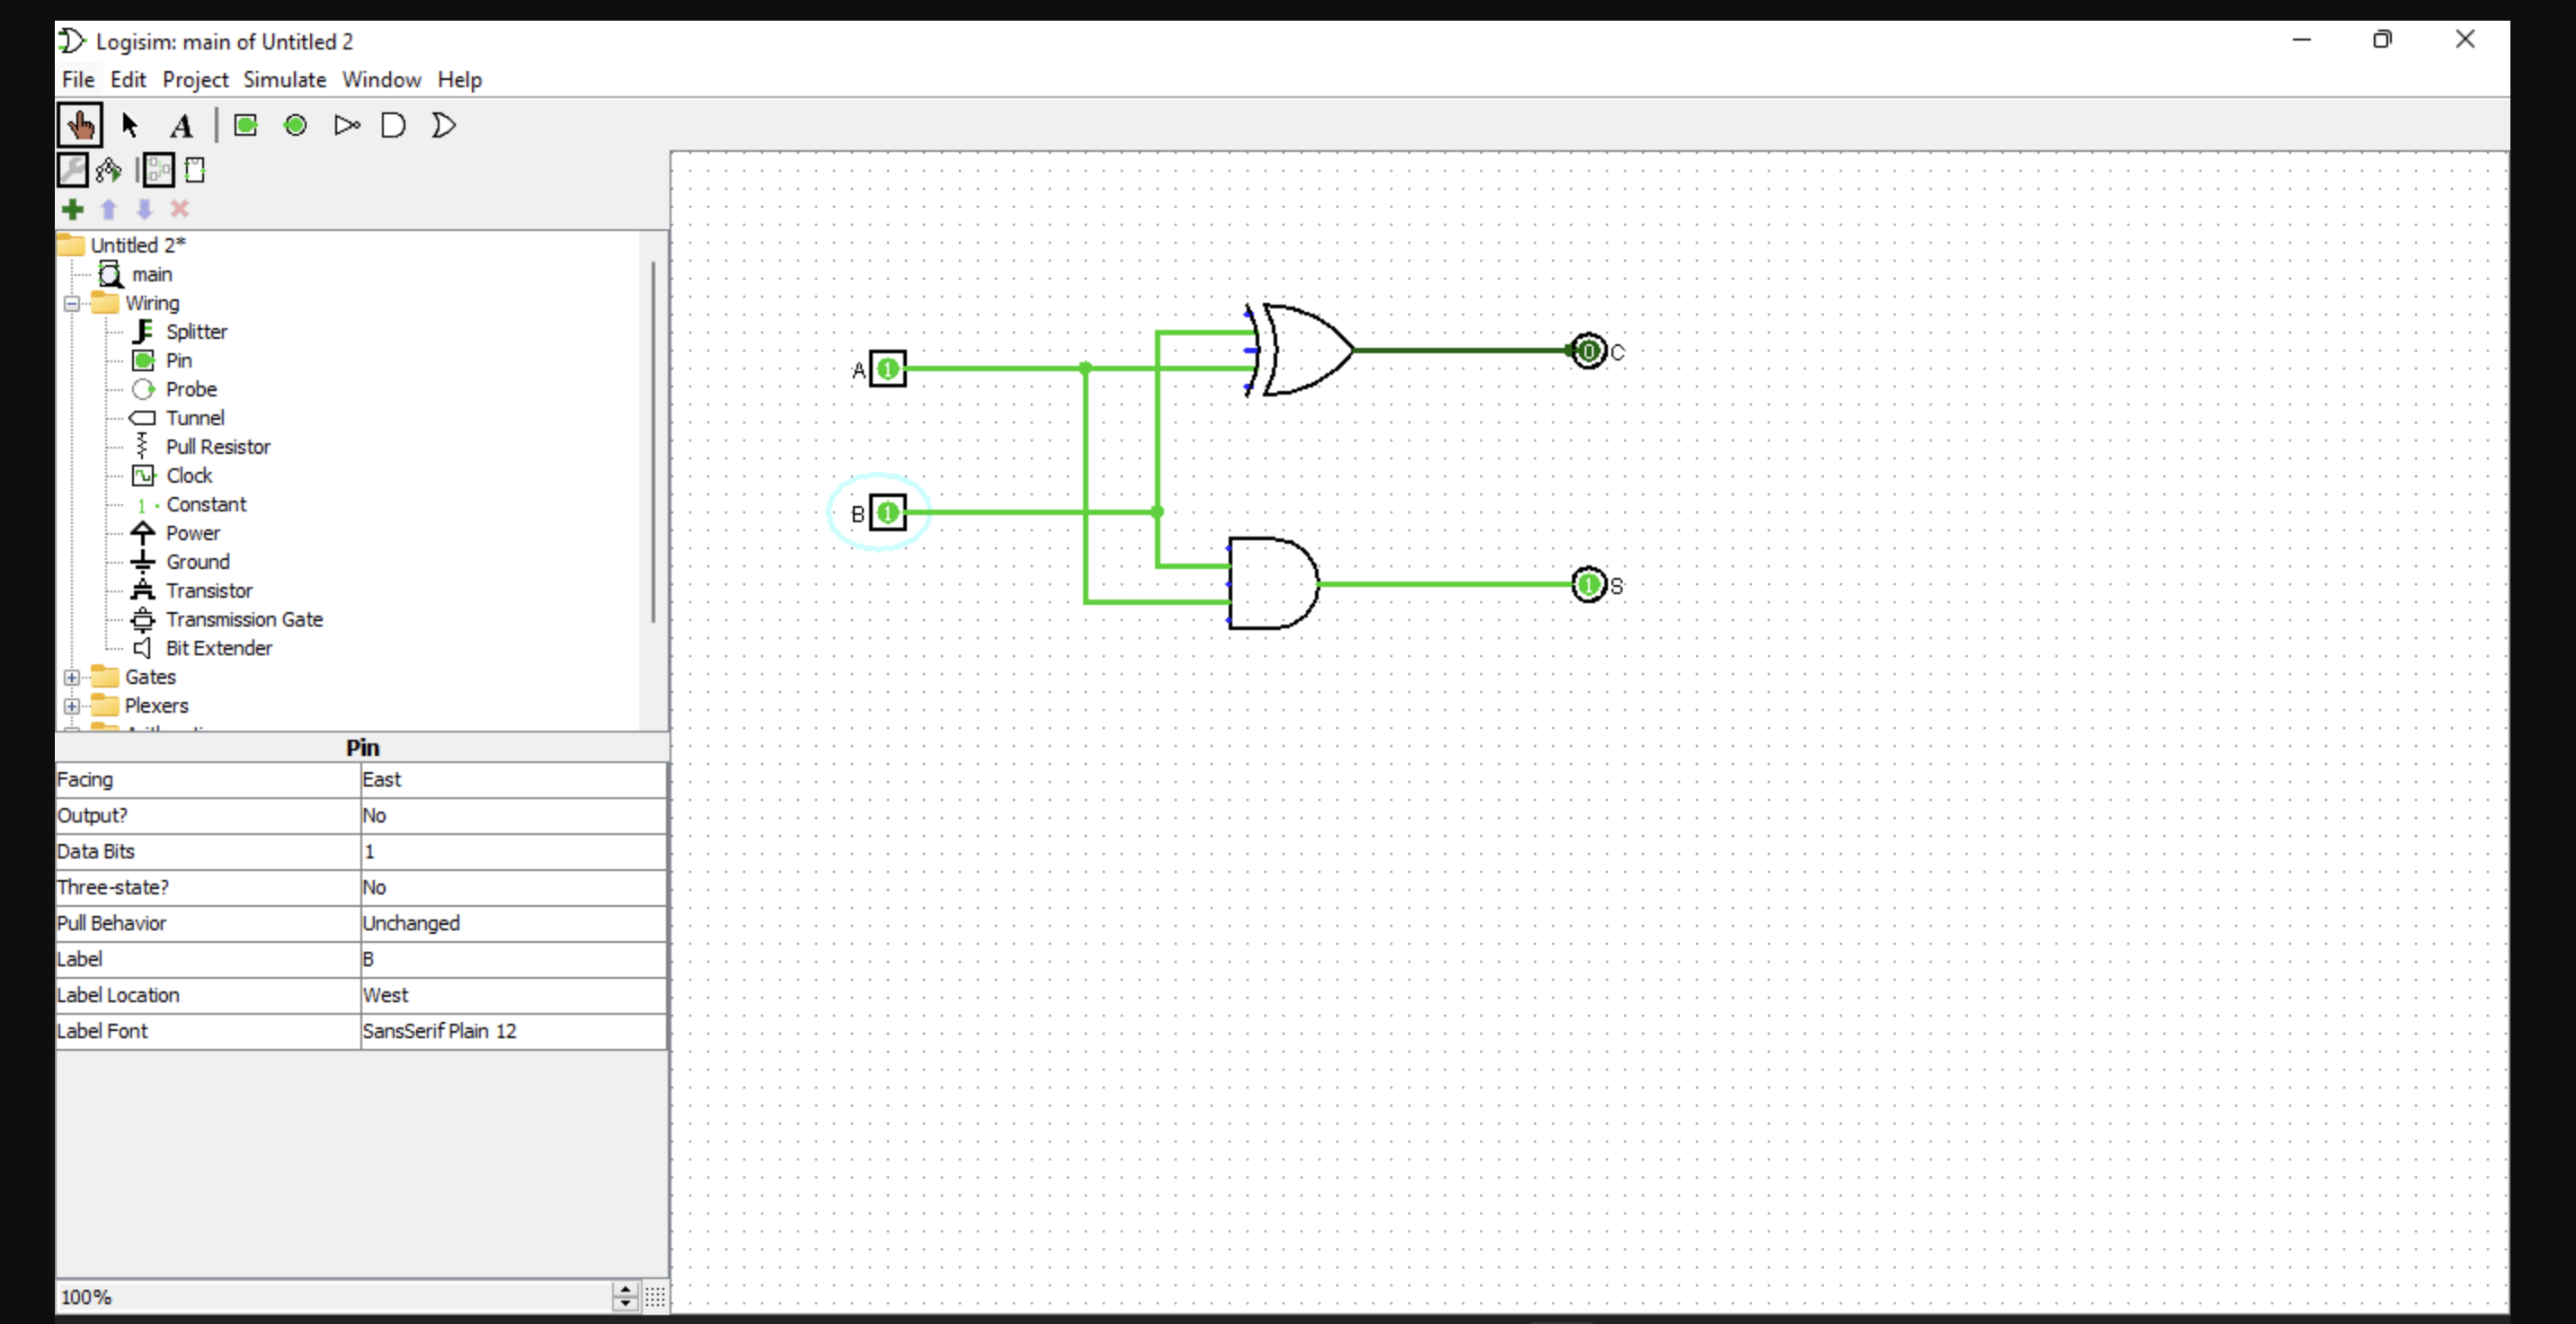 Logisim: main of Untitled 2
File Edit Project Simulate Window Help
A
Untitled 2*
main
Wiring
Splitter
Pin
Probe
Tunnel
Pull Resistor
Clock
1 Constant
Power
Ground
Transistor
Transmission Gate
Bit Extender
Gates
Plexers
Pin
Facing East
Output? No
Data Bits 1
Three-state? No
Pull Behavior Unchanged
Label B
Label Location West
Label Font SansSerif Plain 12
100%
0 C
A 1
B 1
1 S